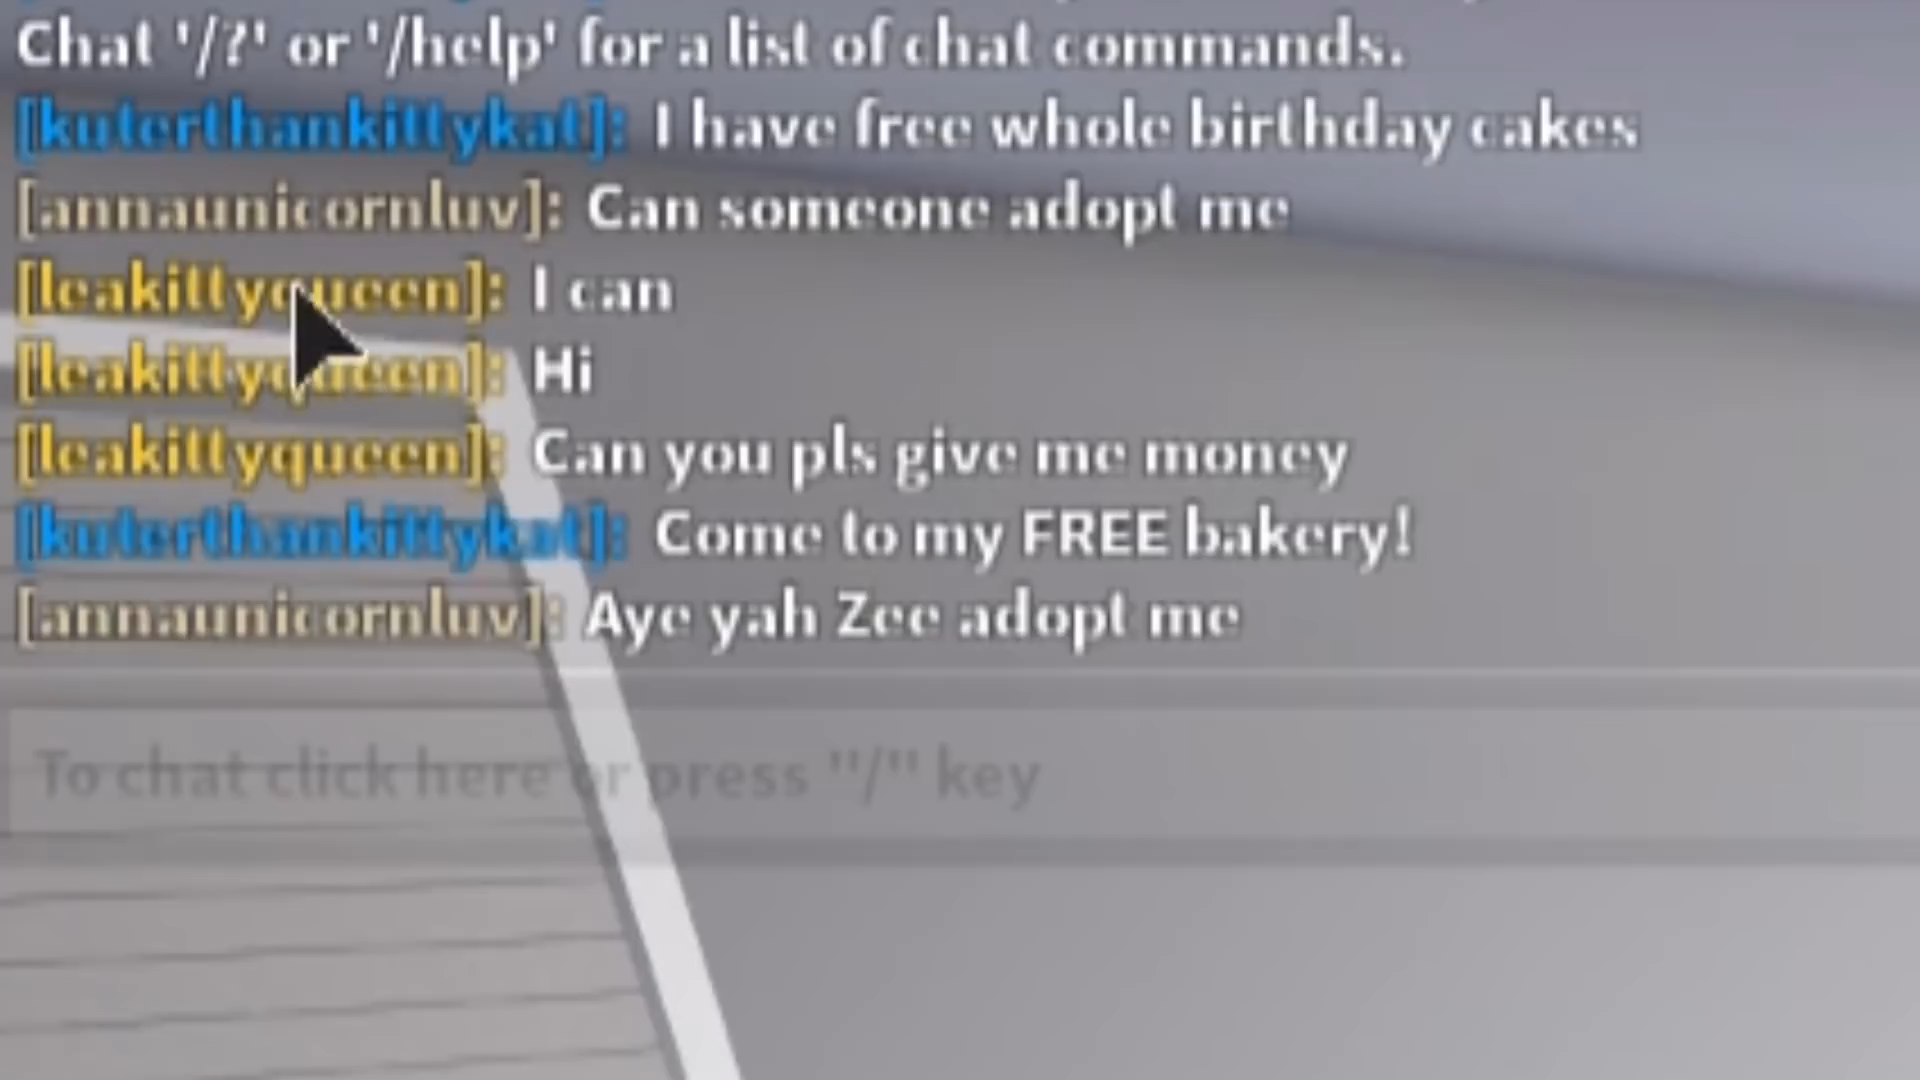 Chat '/?' or '/help' for a list of chat commands.
[kuterthankittykat]: I have free whole birthday cakes
[annaunicornluv]: Can someone adopt me
[leakittyqueen]: I can
[leakittyqueen]: Hi
[leakittyqueen]: Can you pls give me money
[kuterthankittykat]: Come to my FREE bakery!
[annaunicornluv]: Aye yah Zee adopt me
To chat click here or press "/" key